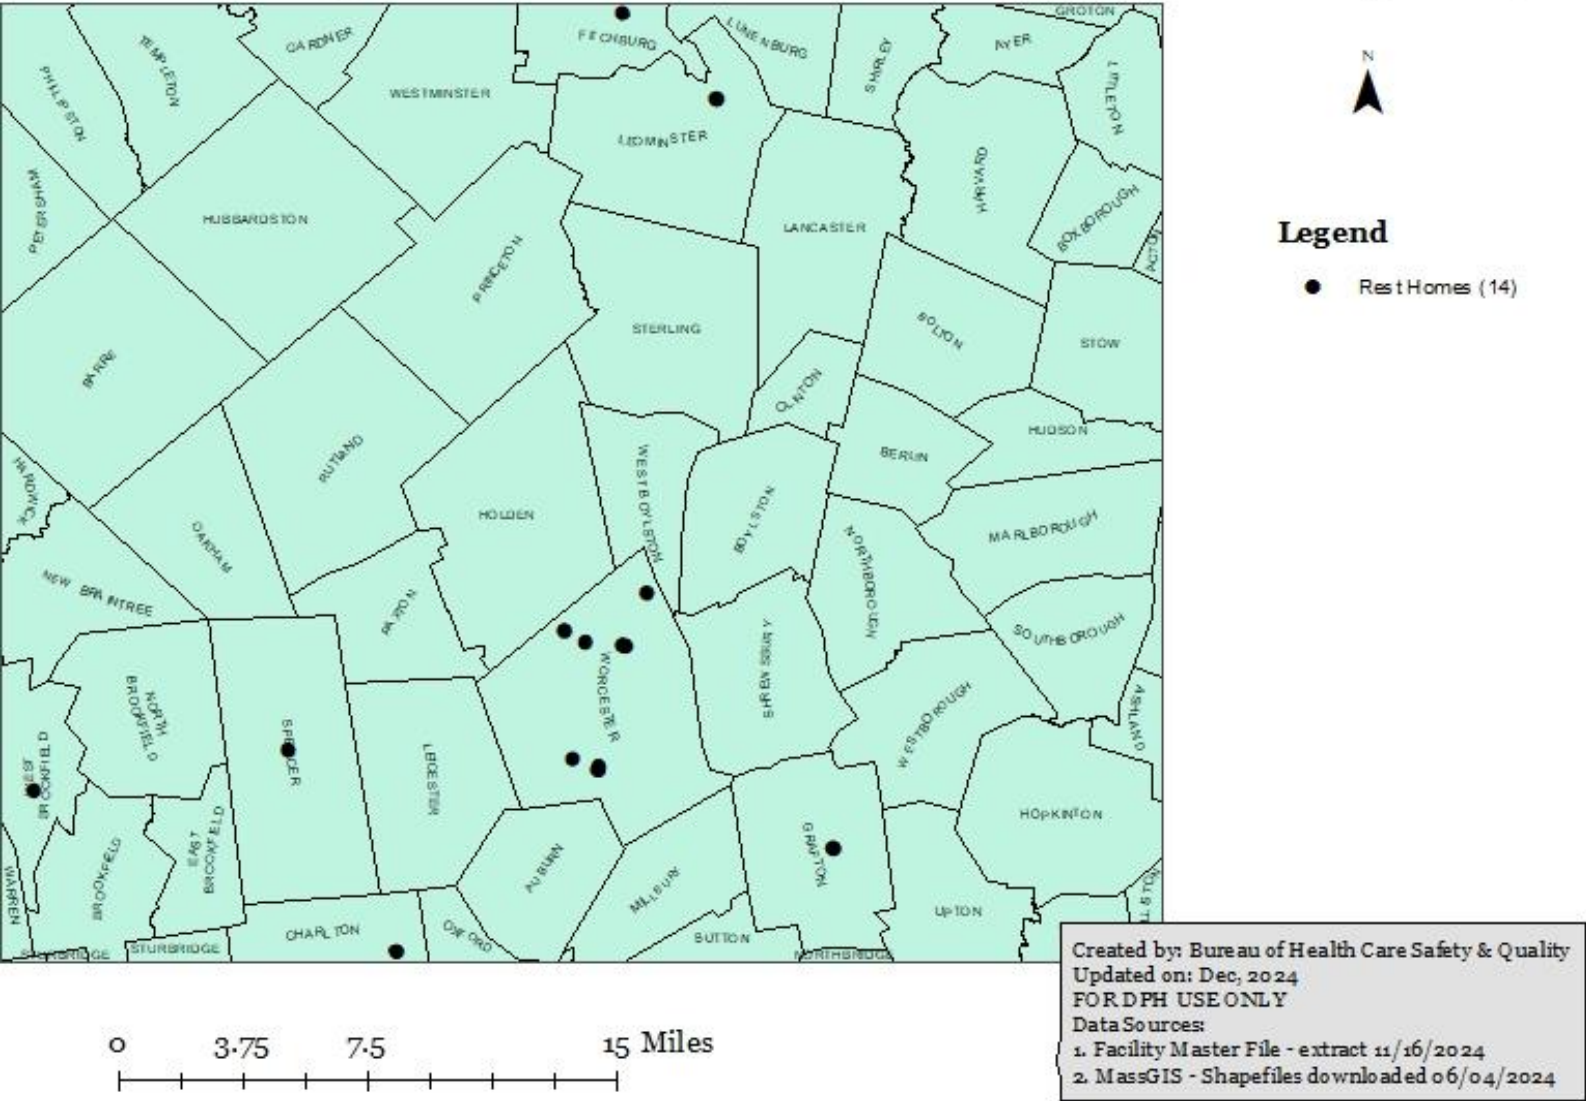 GROTON
GARDNER
FITCHBURG
LUNENBURG
AYER
SHIRLEY
TEMPLETON
PHILLIPSTON
LITTLETON
N
WESTMINSTER
LEOMINSTER
HARVARD
PETERSHAM
BOXBOROUGH
HUBBARDSTON
LANCASTER
ACTON
Legend
PRINCETON
Rest Homes (14)
STERLING
BOLTON
STOW
BARRE
CLINTON
HUDSON
RUTLAND
BERLIN
HARDWICK
WEST BOYLSTON
HOLDEN
BOYLSTON
MARLBOROUGH
OAKHAM
NORTHBOROUGH
NEW BRAINTREE
PAXTON
SOUTHBOROUGH
SHREWSBURY
WORCESTER
NORTH
BROOKFIELD
ASHLAND
WESTBOROUGH
SPENCER
WEST
BROOKFIELD
LEICESTER
HOPKINTON
EAST
BROOKFIELD
GRAFTON
AUBURN
BROOKFIELD
WARREN
MILLBURY
UPTON
CHARLTON
OXFORD
SUTTON
STURBRIDGE
STURBRIDGE
NORTHBRIDGE
Created by: Bureau of Health Care Safety & Quality
Updated on: Dec, 2024
FOR DPH USE ONLY
Data Sources:
1. Facility Master File - extract 11/16/2024
2. MassGIS - Shapefiles downloaded 06/04/2024
0 3.75 7.5 15 Miles